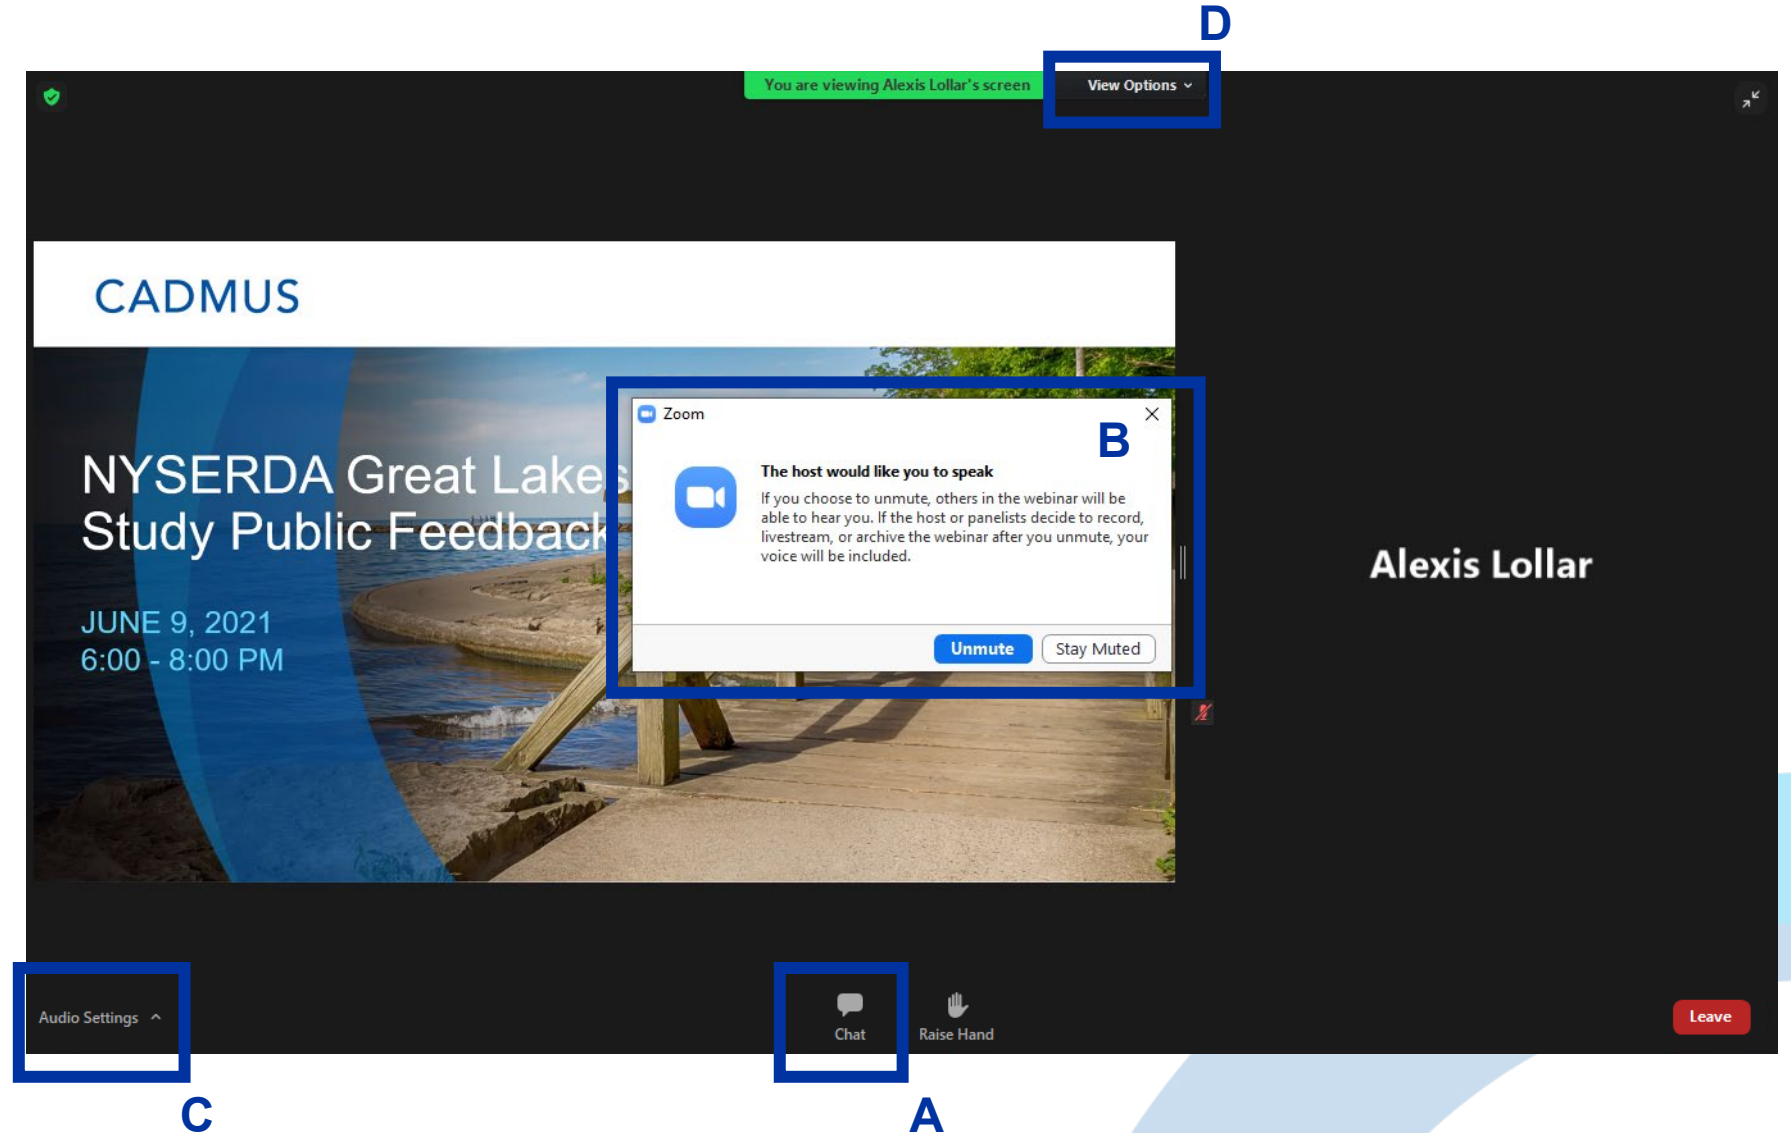 D
You are viewing Alexis Lollar's screen
View Options
CADMUS
NYSERDA Great Lakes
Study Public Feedback
JUNE 9, 2021
6:00 - 8:00 PM
Zoom
B
The host would like you to speak
If you choose to unmute, others in the webinar will be
able to hear you. If the host or panelists decide to record,
livestream, or archive the webinar after you unmute, your
voice will be included.
Unmute
Stay Muted
Alexis Lollar
Audio Settings
Chat
Raise Hand
Leave
C
A